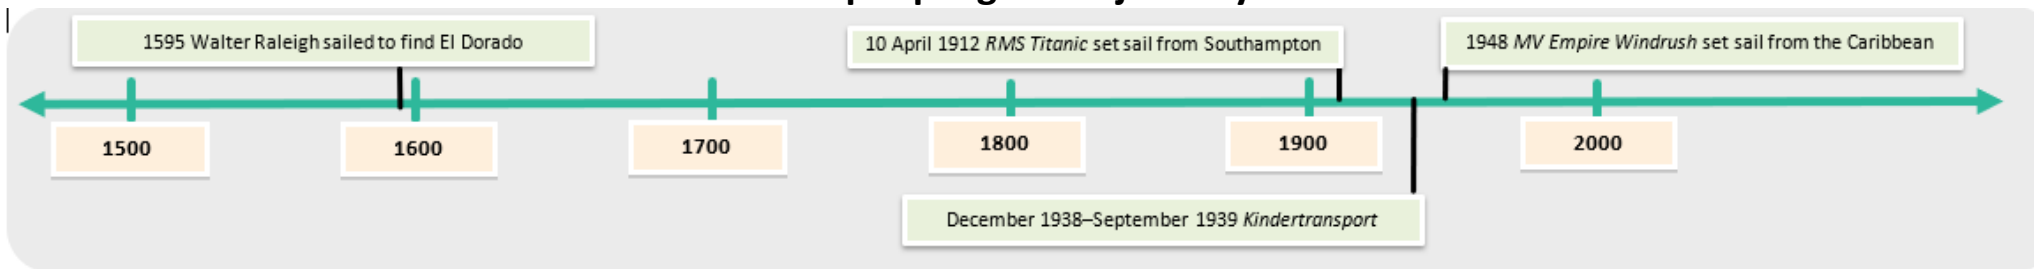 1595 Walter Raleigh sailed to find El Dorado
10 April 1912 RMS Titanic set sail from Southampton
1948 MV Empire Windrush set sail from the Caribbean
1500
1600
1700
1800
1900
2000
December 1938–September 1939 Kindertransport